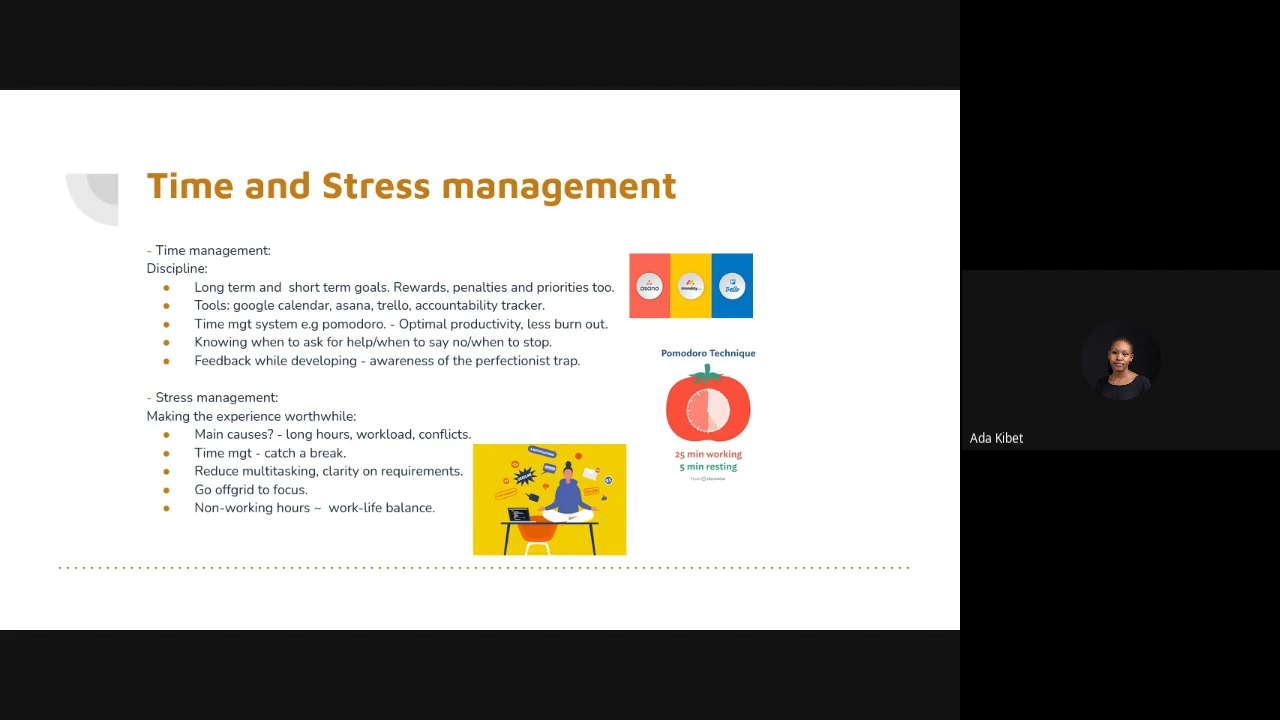 Time and Stress management
- Time management:
Discipline:
● Long term and  short term goals. Rewards, penalties and priorities too.
● Tools: google calendar, asana, trello, accountability tracker.
● Time mgt system e.g pomodoro. - Optimal productivity, less burn out.
● Knowing when to ask for help/when to say no/when to stop.
● Feedback while developing - awareness of the perfectionist trap.
asana
monday
Trello
Pomodoro Technique
25 min working
5 min resting
- Stress management:
Making the experience worthwhile:
● Main causes? - long hours, workload, conflicts.
● Time mgt - catch a break.
● Reduce multitasking, clarity on requirements.
● Go offgrid to focus.
● Non-working hours ~  work-life balance.
Ada Kibet